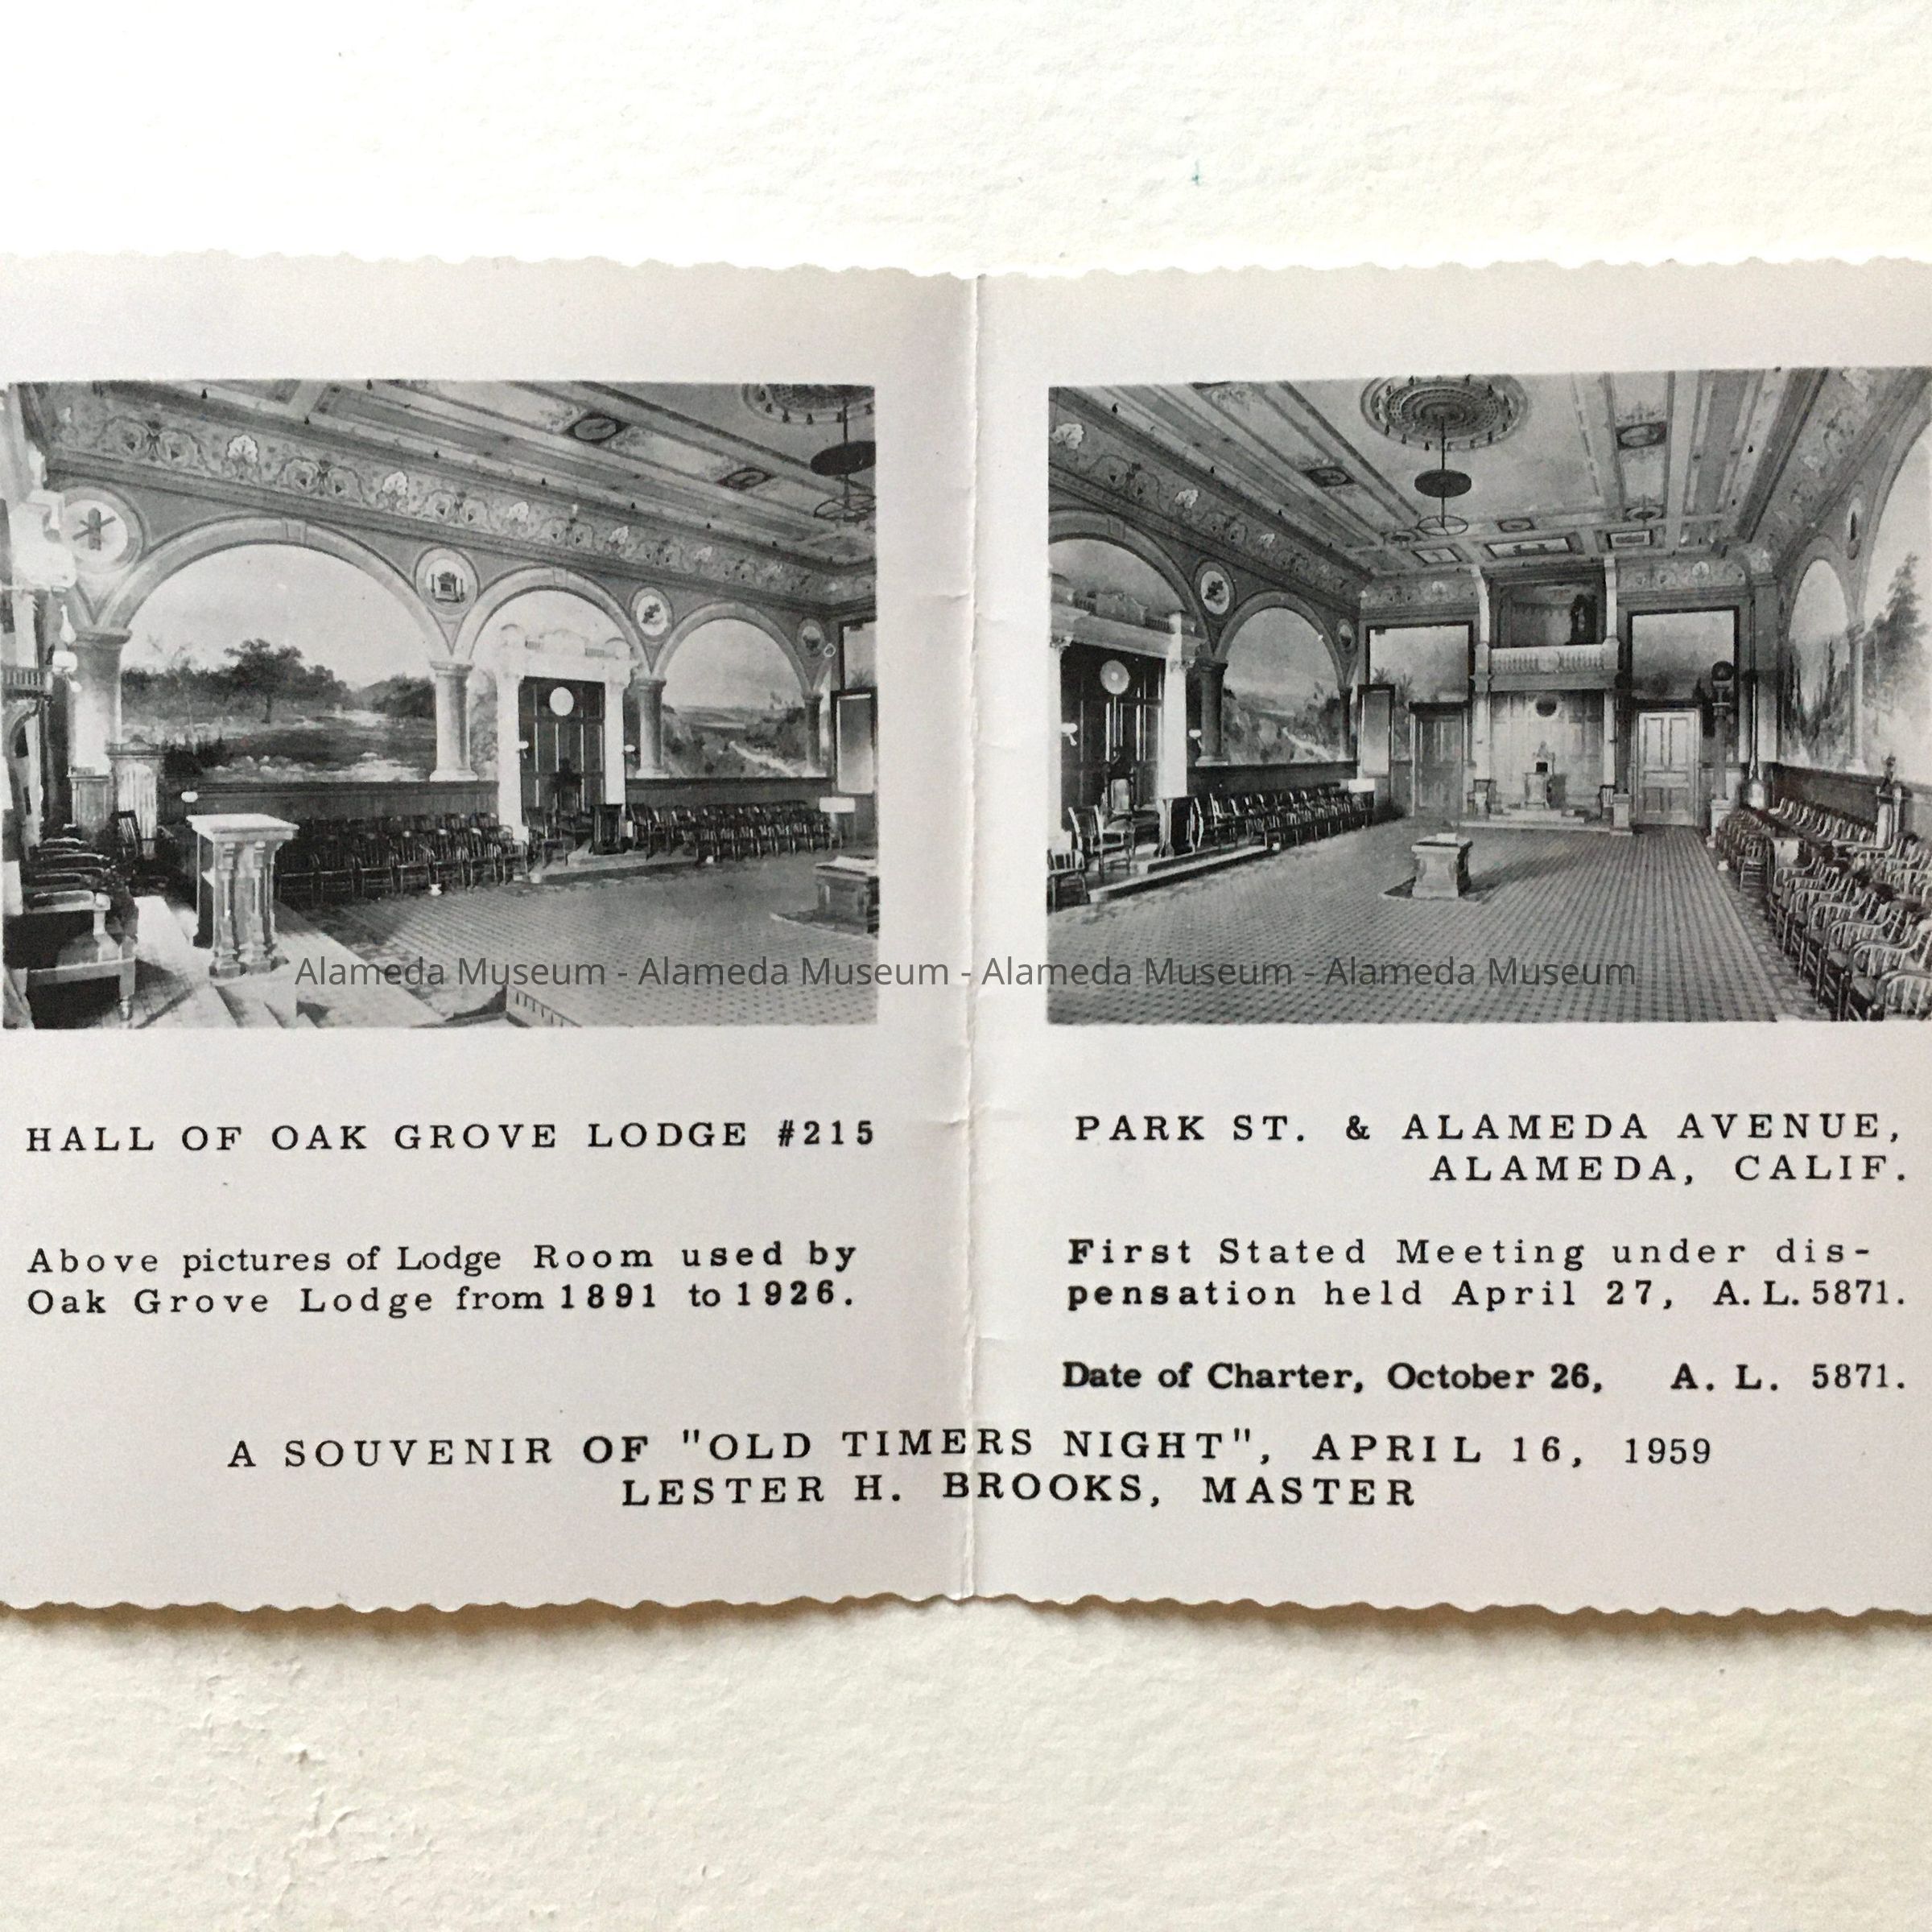 Alameda Museum - Alameda Museum - Alameda Museum - Alameda Museum
HALL OF OAK GROVE LODGE #215
Above pictures of Lodge Room used by
Oak Grove Lodge from 1891 to 1926.
PARK ST. & ALAMEDA AVENUE,
ALAMEDA, CALIF.
First Stated Meeting under dis-
pensation held April 27, A.L. 5871.
Date of Charter, October 26, A. L. 5871.
A SOUVENIR OF "OLD TIMERS NIGHT", APRIL 16, 1959
LESTER H. BROOKS, MASTER